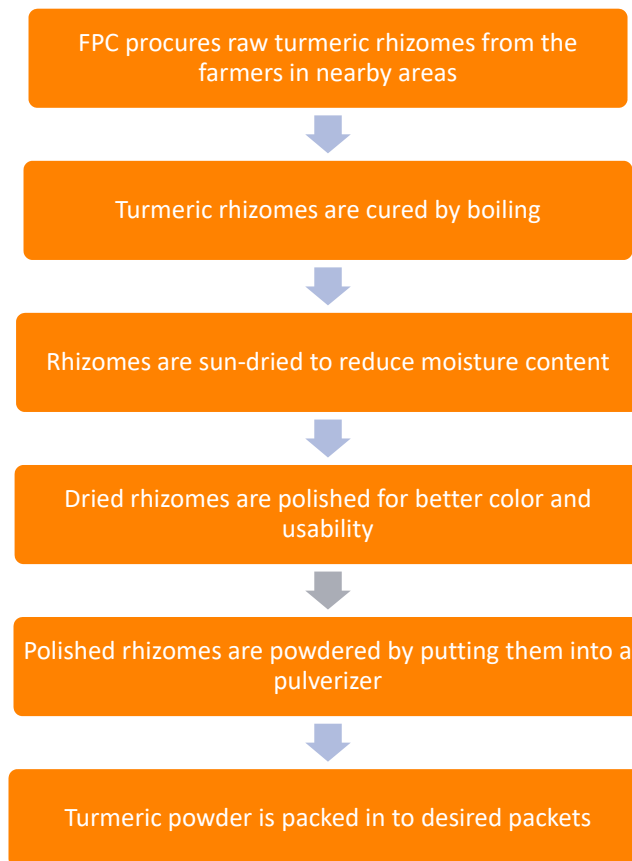 FPC procures raw turmeric rhizomes from the
farmers in nearby areas
Turmeric rhizomes are cured by boiling
Rhizomes are sun-dried to reduce moisture content
Dried rhizomes are polished for better color and
usability
Polished rhizomes are powdered by putting them into a
pulverizer
Turmeric powder is packed in to desired packets